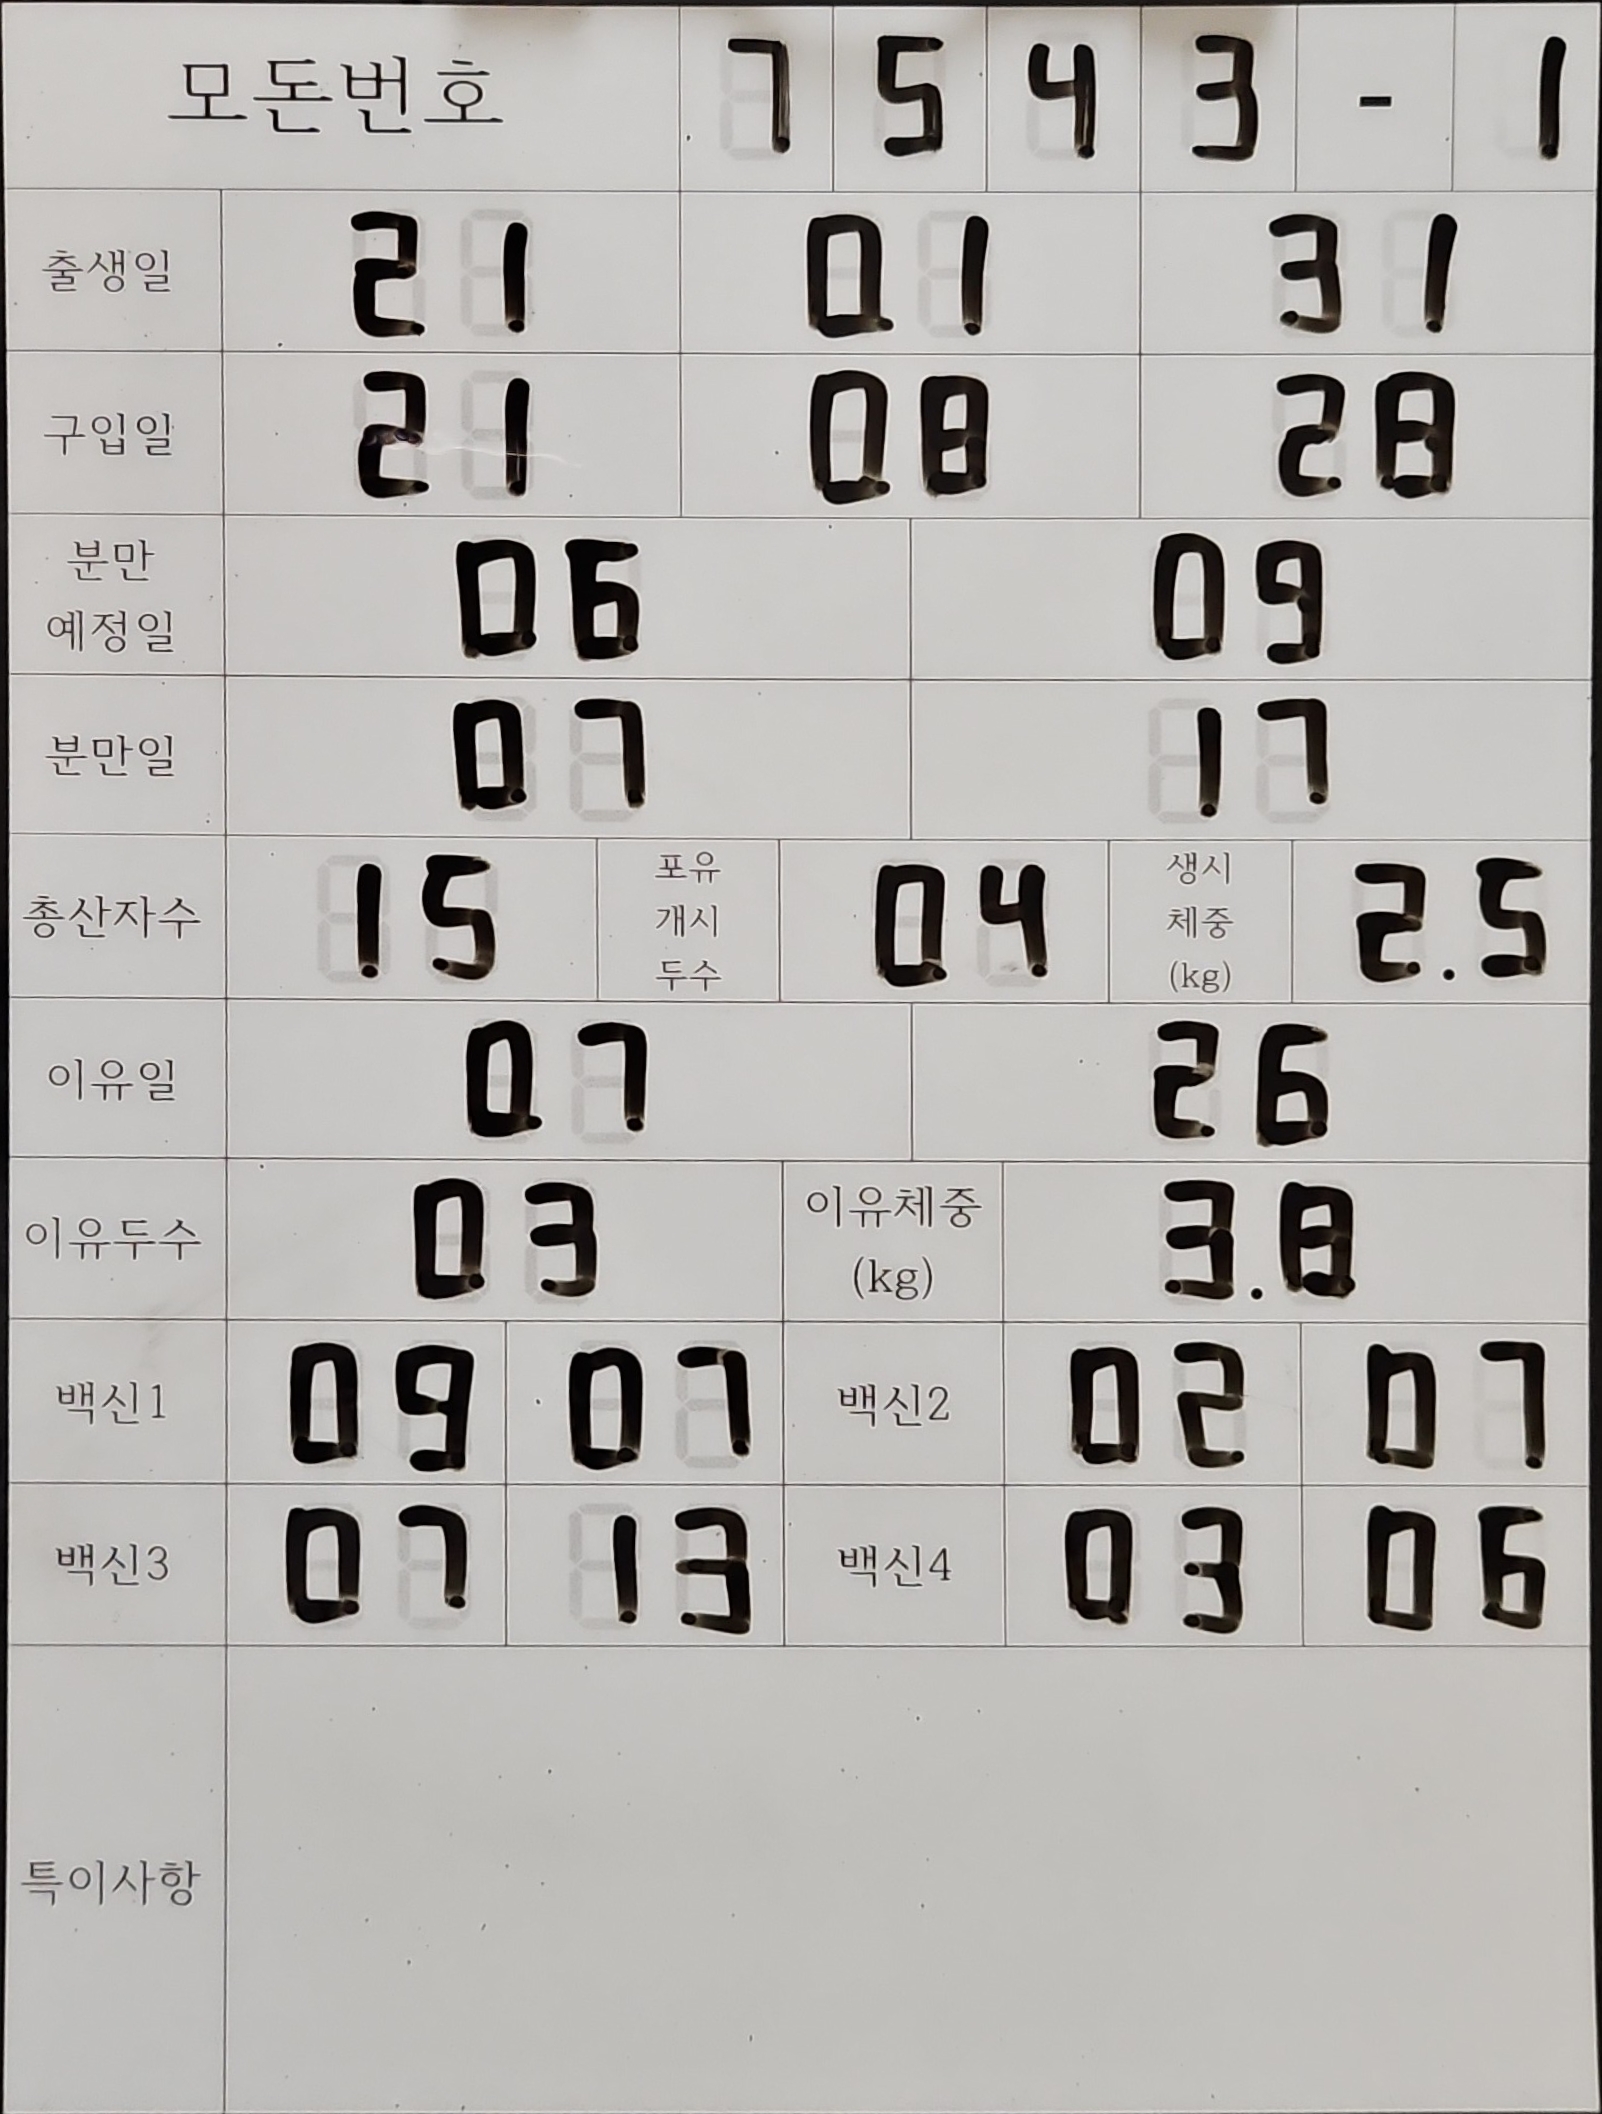 모돈번호 7 5 4 3 - 1
출생일 21 01 31
구입일 21 08 28
분만 예정일 06 09
분만일 07 17
총산자수 15 포유 개시 두수 04 생시 체중 (kg) 2.5
이유일 07 26
이유두수 03 이유체중 (kg) 3.8
백신1 09 07 백신2 02 07
백신3 07 13 백신4 03 06
특이사항